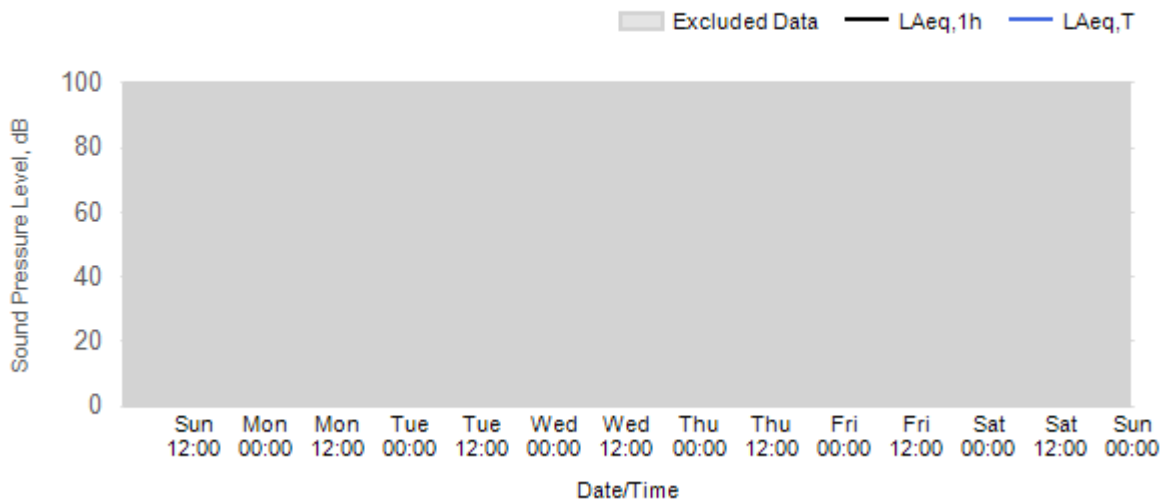 Excluded Data LAeq,1h LAeq,T
Sound Pressure Level, dB
100
80
60
40
20
0
Sun Mon Mon Tue Tue Wed Wed Thu Thu Fri Fri Sat Sat Sun
12:00 00:00 12:00 00:00 12:00 00:00 12:00 00:00 12:00 00:00 12:00 00:00 12:00 00:00
Date/Time